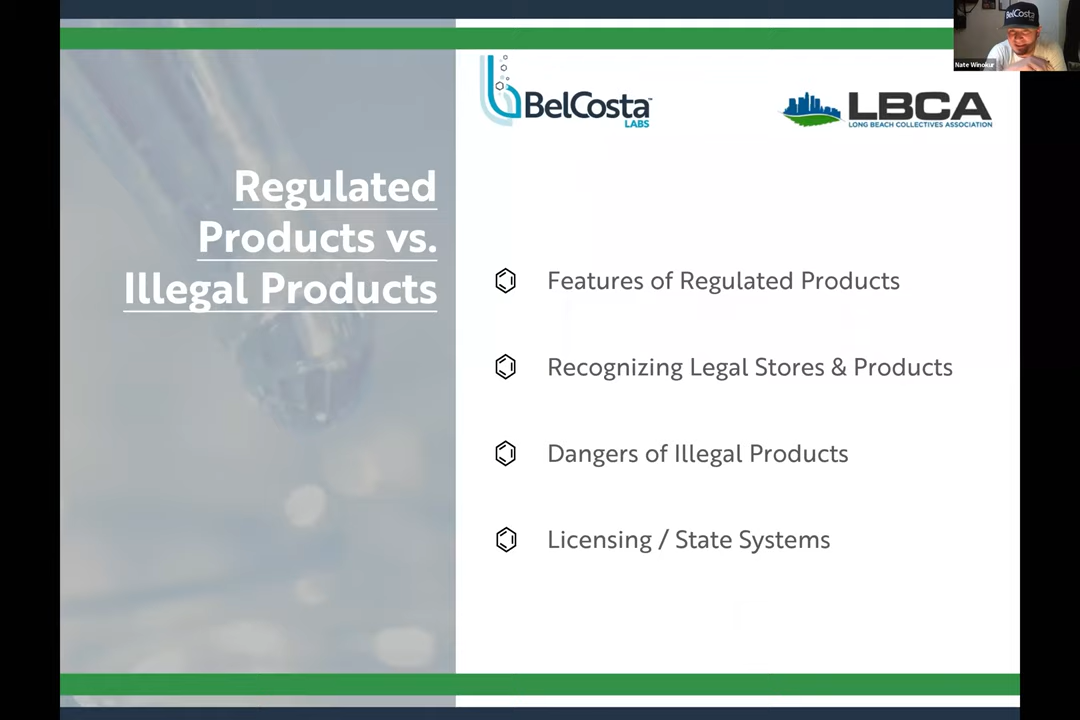 BelCosta
Nate Winokur
BelCosta™
LABS
LBCA
LONG BEACH COLLECTIVES ASSOCIATION
Regulated
Products vs.
Illegal Products
Features of Regulated Products
Recognizing Legal Stores & Products
Dangers of Illegal Products
Licensing / State Systems